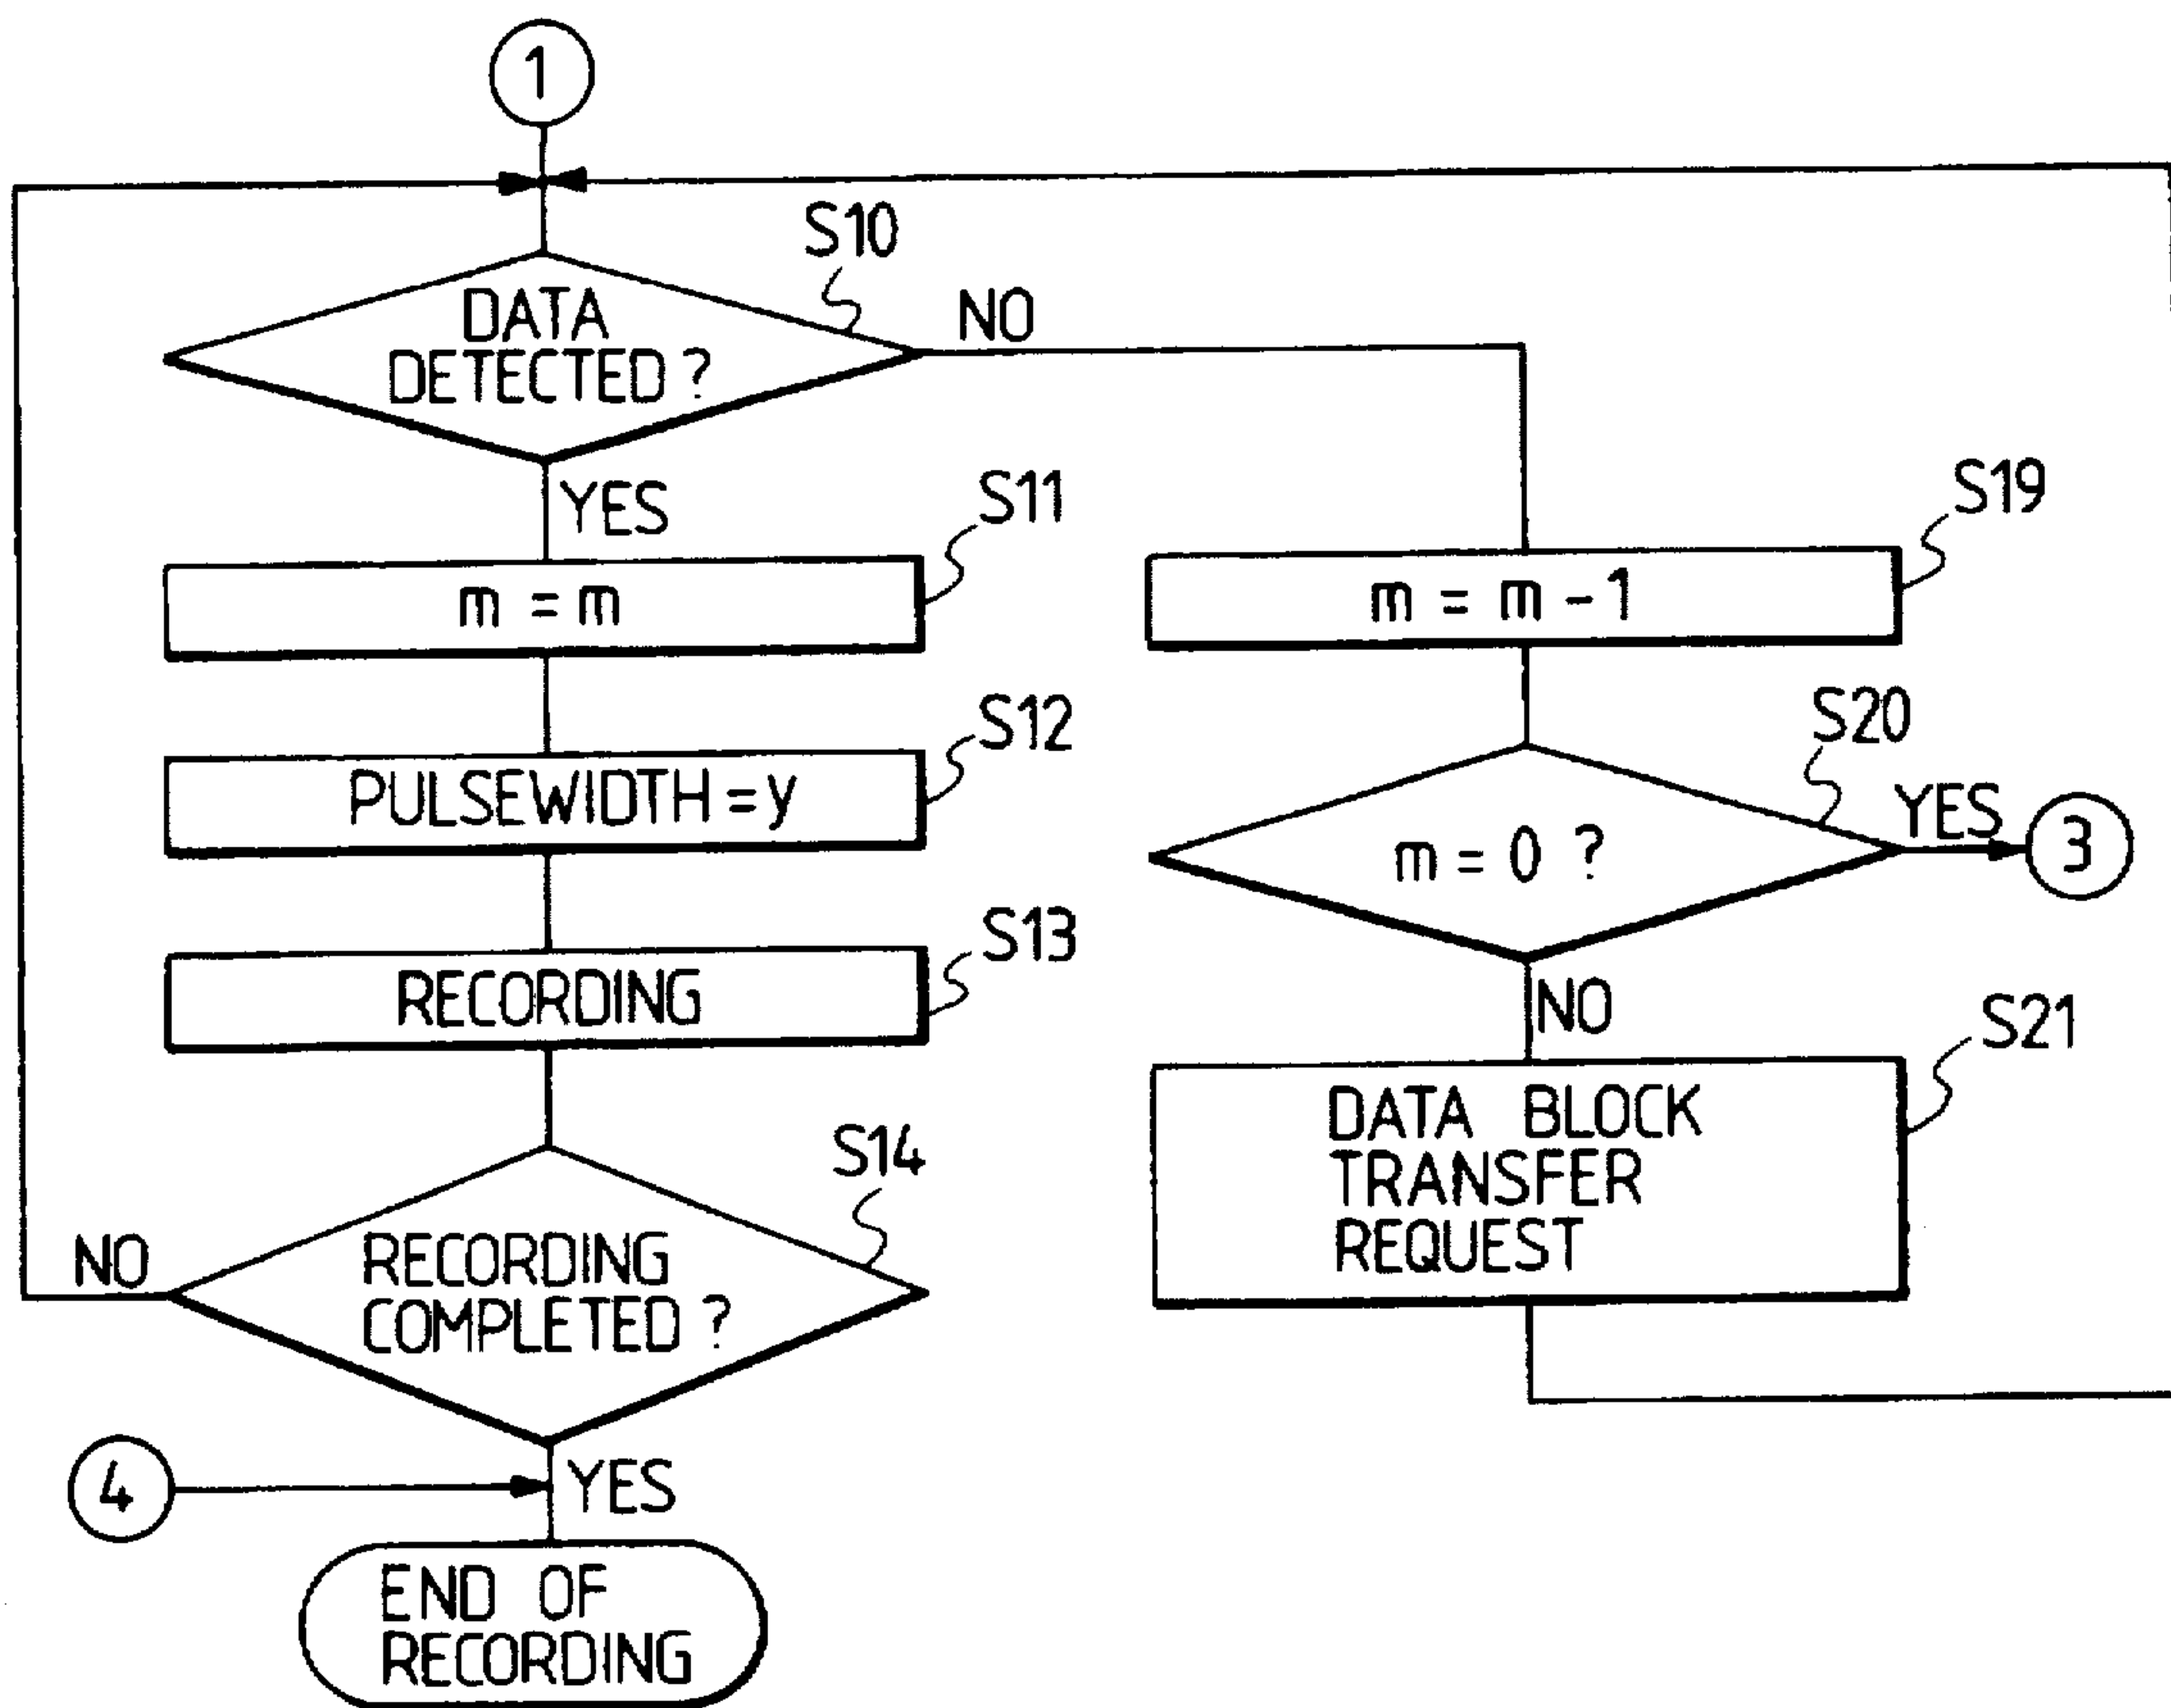 1
S10
DATA
DETECTED ?
NO
YES
S11
m = m
S12
PULSEWIDTH = y
S13
RECORDING
S14
RECORDING
COMPLETED ?
NO
YES
4
END OF
RECORDING
S19
m = m - 1
S20
m = 0 ?
YES
3
NO
S21
DATA BLOCK
TRANSFER
REQUEST